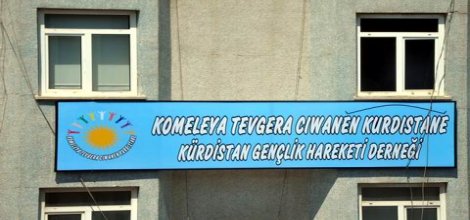 KOMELEYA TEVGERA CIWANEN KURDISTANE
KÜRDİSTAN GENÇLİK HAREKETİ DERNEĞİ